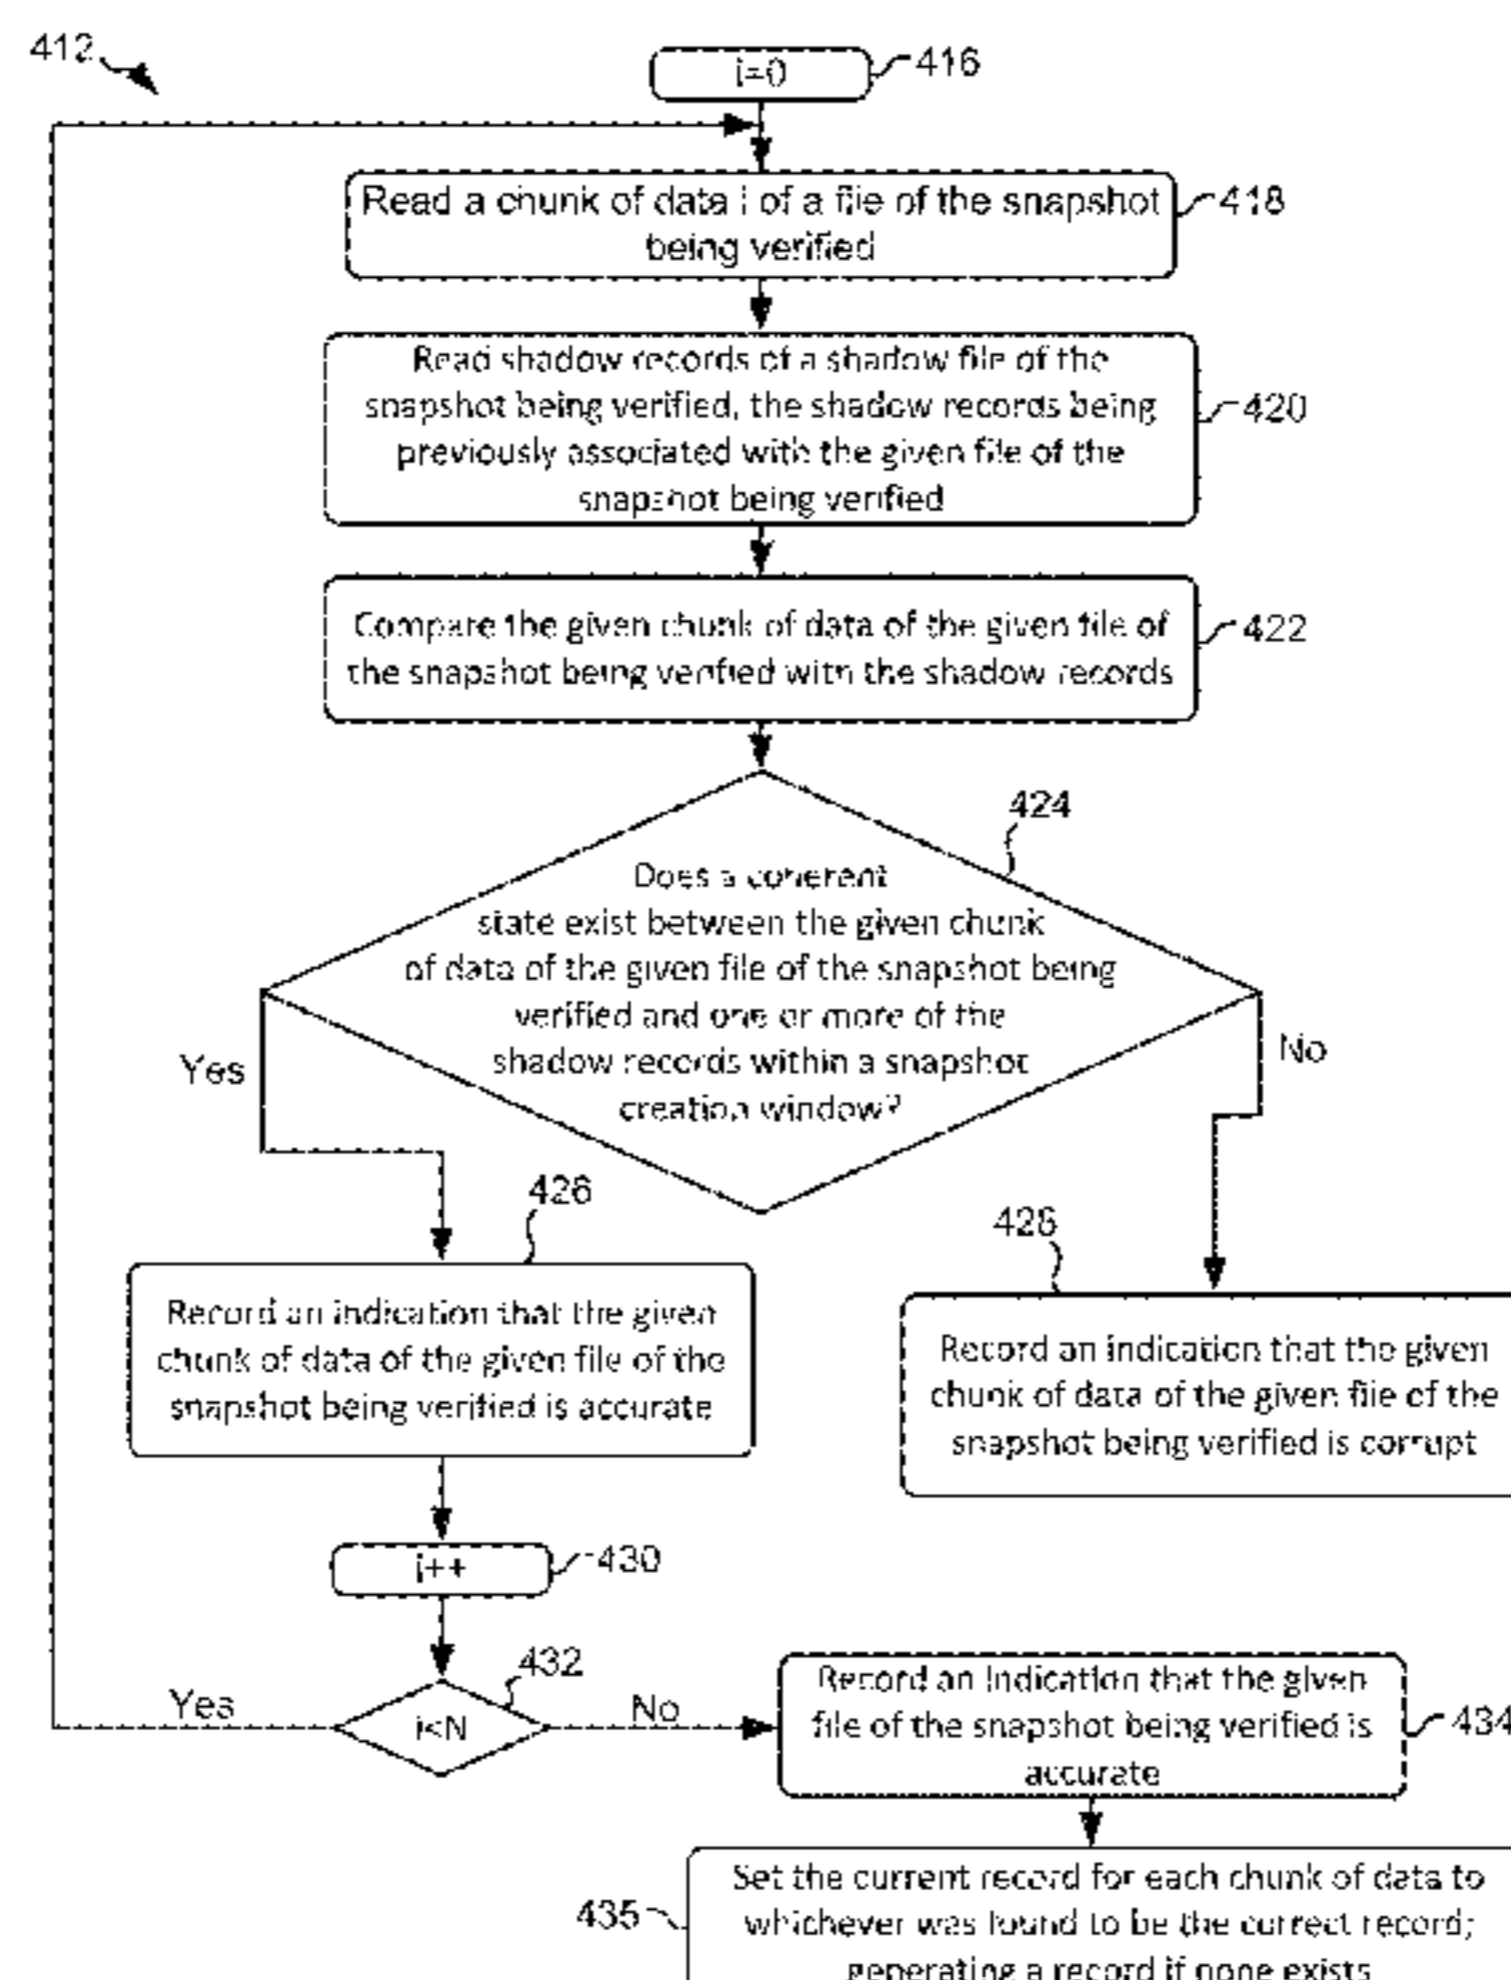 412
i=0
416
Read a chunk of data i of a file of the snapshot
being verified
418
Read shadow records of a shadow file of the
snapshot being verified, the shadow records being
previously associated with the given file of the
snapshot being verified
420
Compare the given chunk of data of the given file of
the snapshot being verified with the shadow records
422
424
Does a coherent
state exist between the given chunk
of data of the given file of the snapshot being
verified and one or more of the
shadow records within a snapshot
creation window?
Yes
No
426
428
Record an indication that the given
chunk of data of the given file of the
snapshot being verified is accurate
Record an indication that the given
chunk of data of the given file of the
snapshot being verified is corrupt
i++
430
432
i<N
Yes
No
Record an indication that the given
file of the snapshot being verified is
accurate
434
435
Set the current record for each chunk of data to
whichever was found to be the correct record;
generating a record if none exists